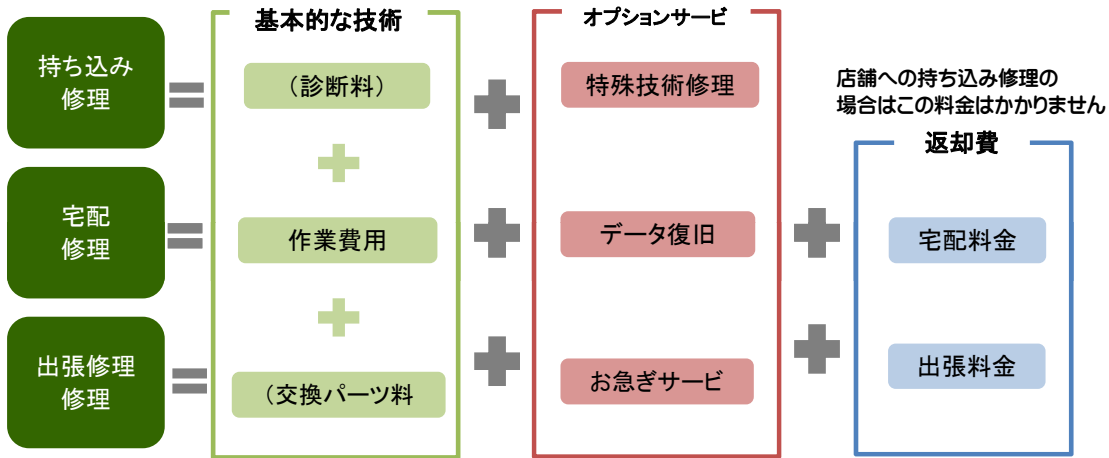 持ち込み
修理
宅配
修理
出張修理
修理
基本的な技術
(診断料)
作業費用
(交換パーツ料
オプションサービ
特殊技術修理
データ復旧
お急ぎサービ
店舗への持ち込み修理の
場合はこの料金はかかりません
返却費
宅配料金
出張料金